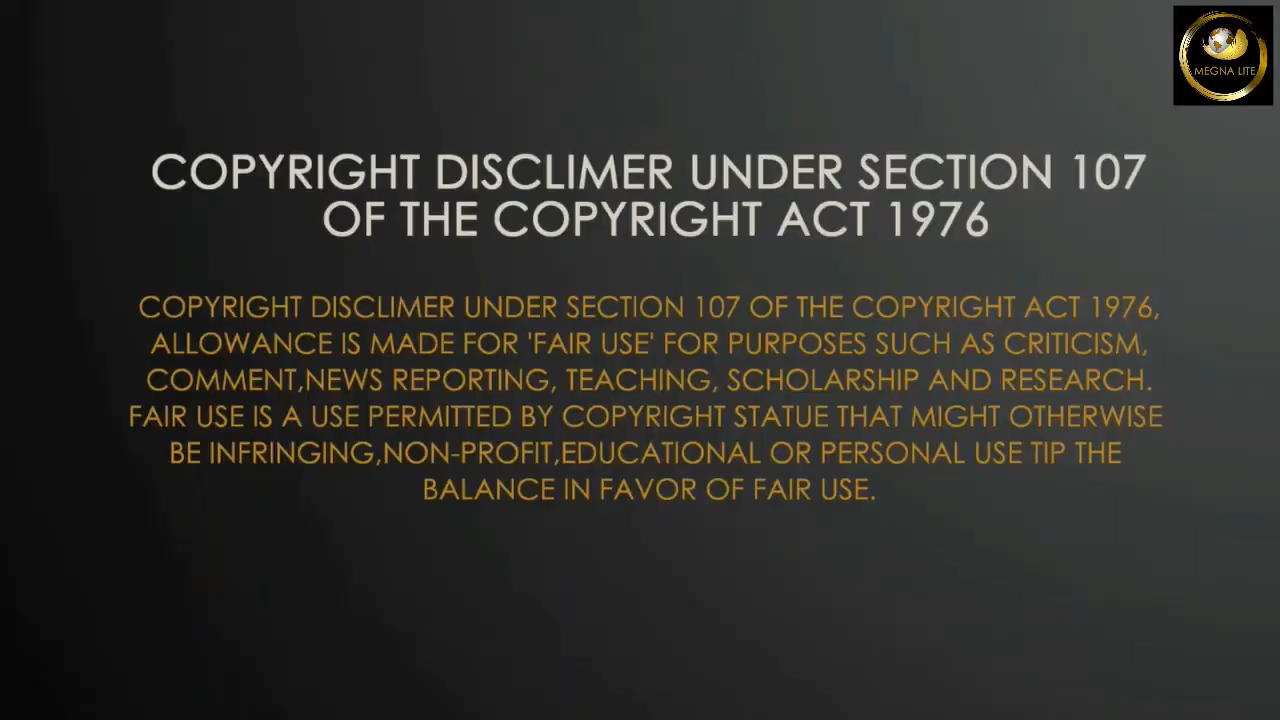 MEGNA LITE
COPYRIGHT DISCLIMER UNDER SECTION 107
OF THE COPYRIGHT ACT 1976
COPYRIGHT DISCLIMER UNDER SECTION 107 OF THE COPYRIGHT ACT 1976,
ALLOWANCE IS MADE FOR 'FAIR USE' FOR PURPOSES SUCH AS CRITICISM,
COMMENT,NEWS REPORTING, TEACHING, SCHOLARSHIP AND RESEARCH.
FAIR USE IS A USE PERMITTED BY COPYRIGHT STATUE THAT MIGHT OTHERWISE
BE INFRINGING,NON-PROFIT,EDUCATIONAL OR PERSONAL USE TIP THE
BALANCE IN FAVOR OF FAIR USE.